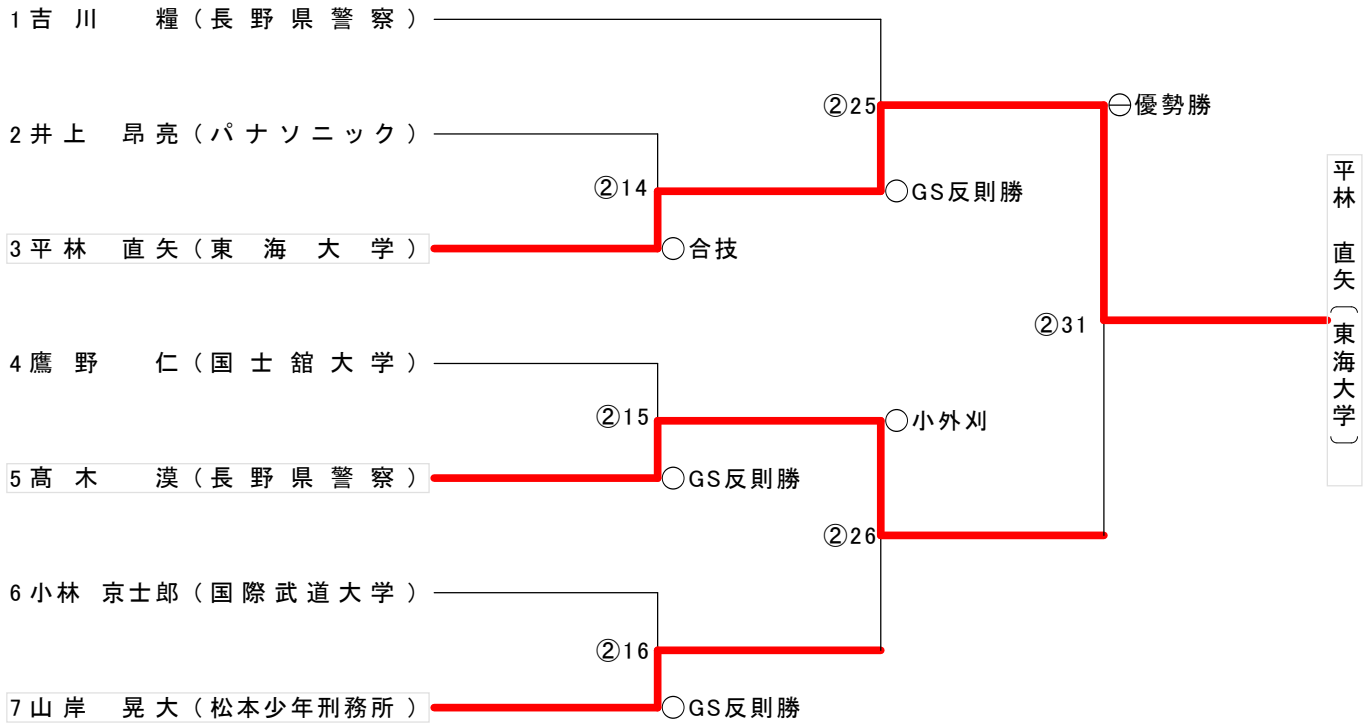 1 吉川 糧（長野県警察）
②25
優勢勝
2 井上 昂亮（パナソニック）
②14
GS反則勝
3 平林 直矢（東海大学）
合技
平林 直矢（東海大学）
②31
4 鷹野 仁（国士舘大学）
②15
小外刈
5 髙木 漠（長野県警察）
GS反則勝
②26
6 小林 京士郎（国際武道大学）
②16
7 山岸 晃大（松本少年刑務所）
GS反則勝